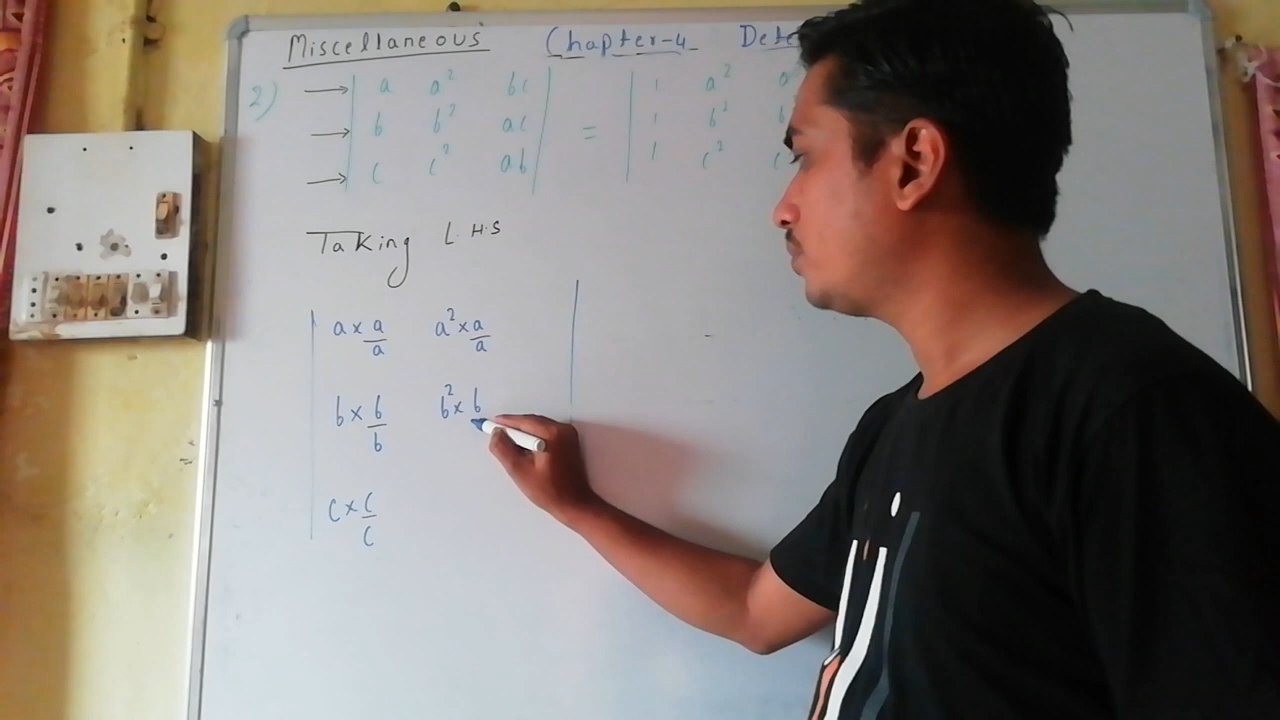 Miscellaneous Chapter-4 Dete
2) → | a a² bc | = | 1 a² a
→ | b b² ac | | 1 b² b
→ | c c² ab | | 1 c² c
Taking L.H.S
| a × a/a a² × a/a |
b × b/b b² × b
c × c/c